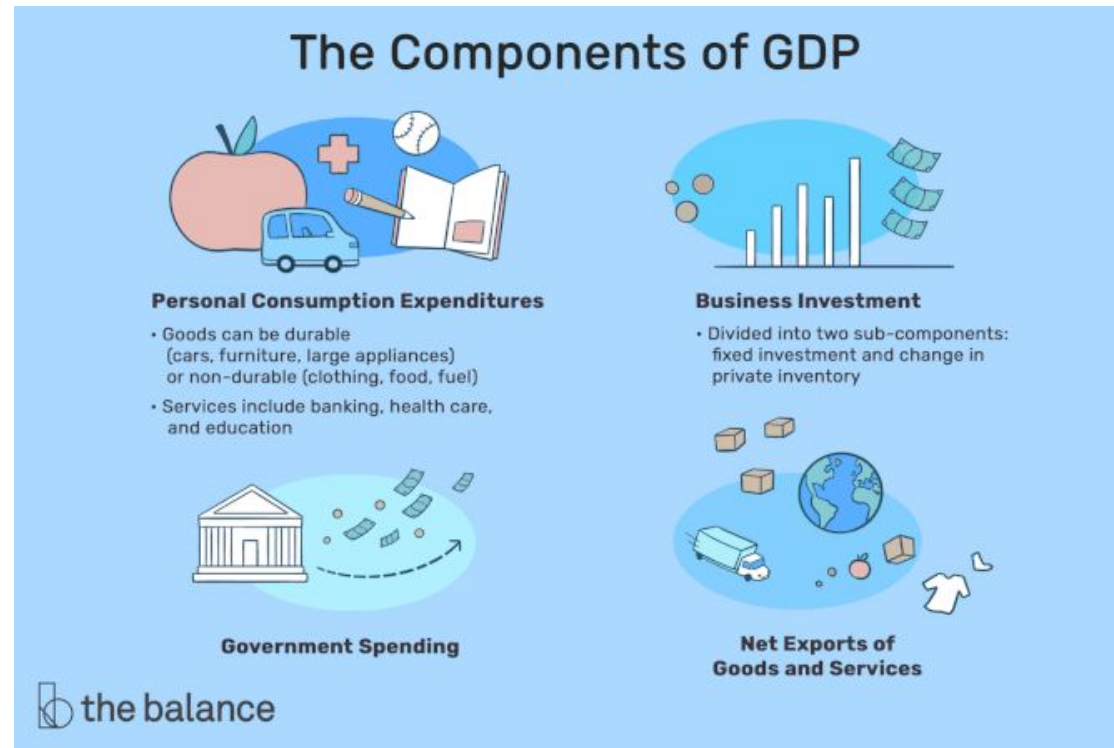 The Components of GDP
Personal Consumption Expenditures
• Goods can be durable
(cars, furniture, large appliances)
or non-durable (clothing, food, fuel)
• Services include banking, health care,
and education
Business Investment
• Divided into two sub-components:
fixed investment and change in
private inventory
Government Spending
Net Exports of
Goods and Services
the balance